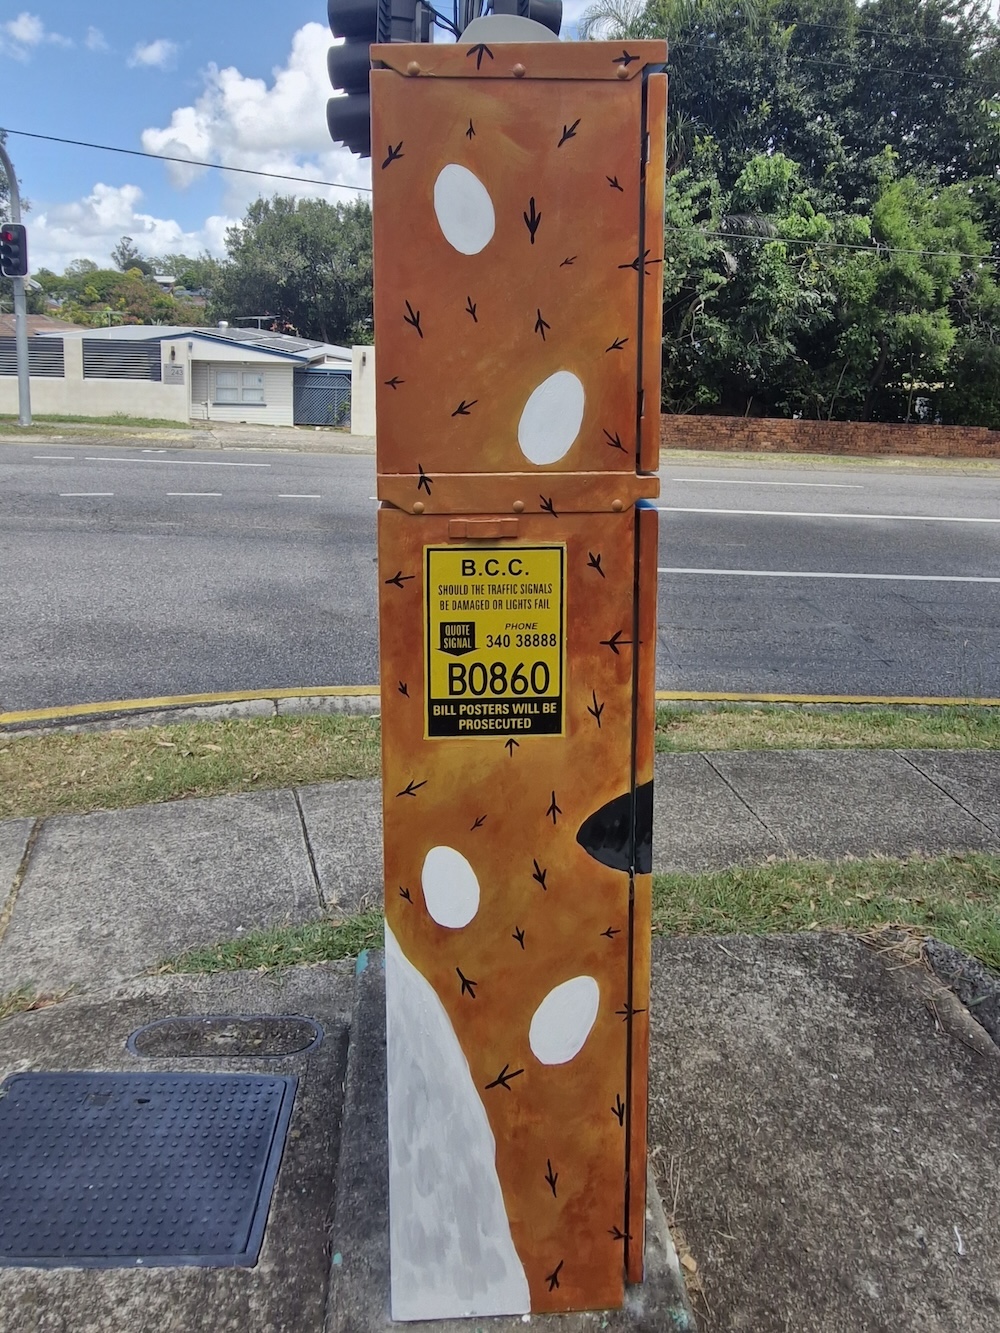 B.C.C.
SHOULD THE TRAFFIC SIGNALS
BE DAMAGED OR LIGHTS FAIL
QUOTE
SIGNAL
PHONE
340 38888
B0860
BILL POSTERS WILL BE
PROSECUTED
243